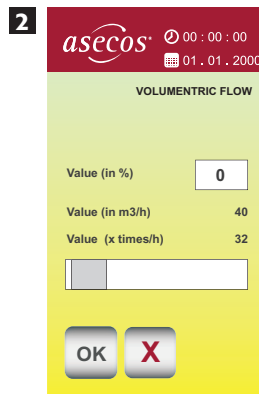 2
asecos® 00 : 00 : 00
01 . 01 . 2000
VOLUMENTRIC FLOW
Value (in %) 0
Value (in m3/h) 40
Value (x times/h) 32
OK X